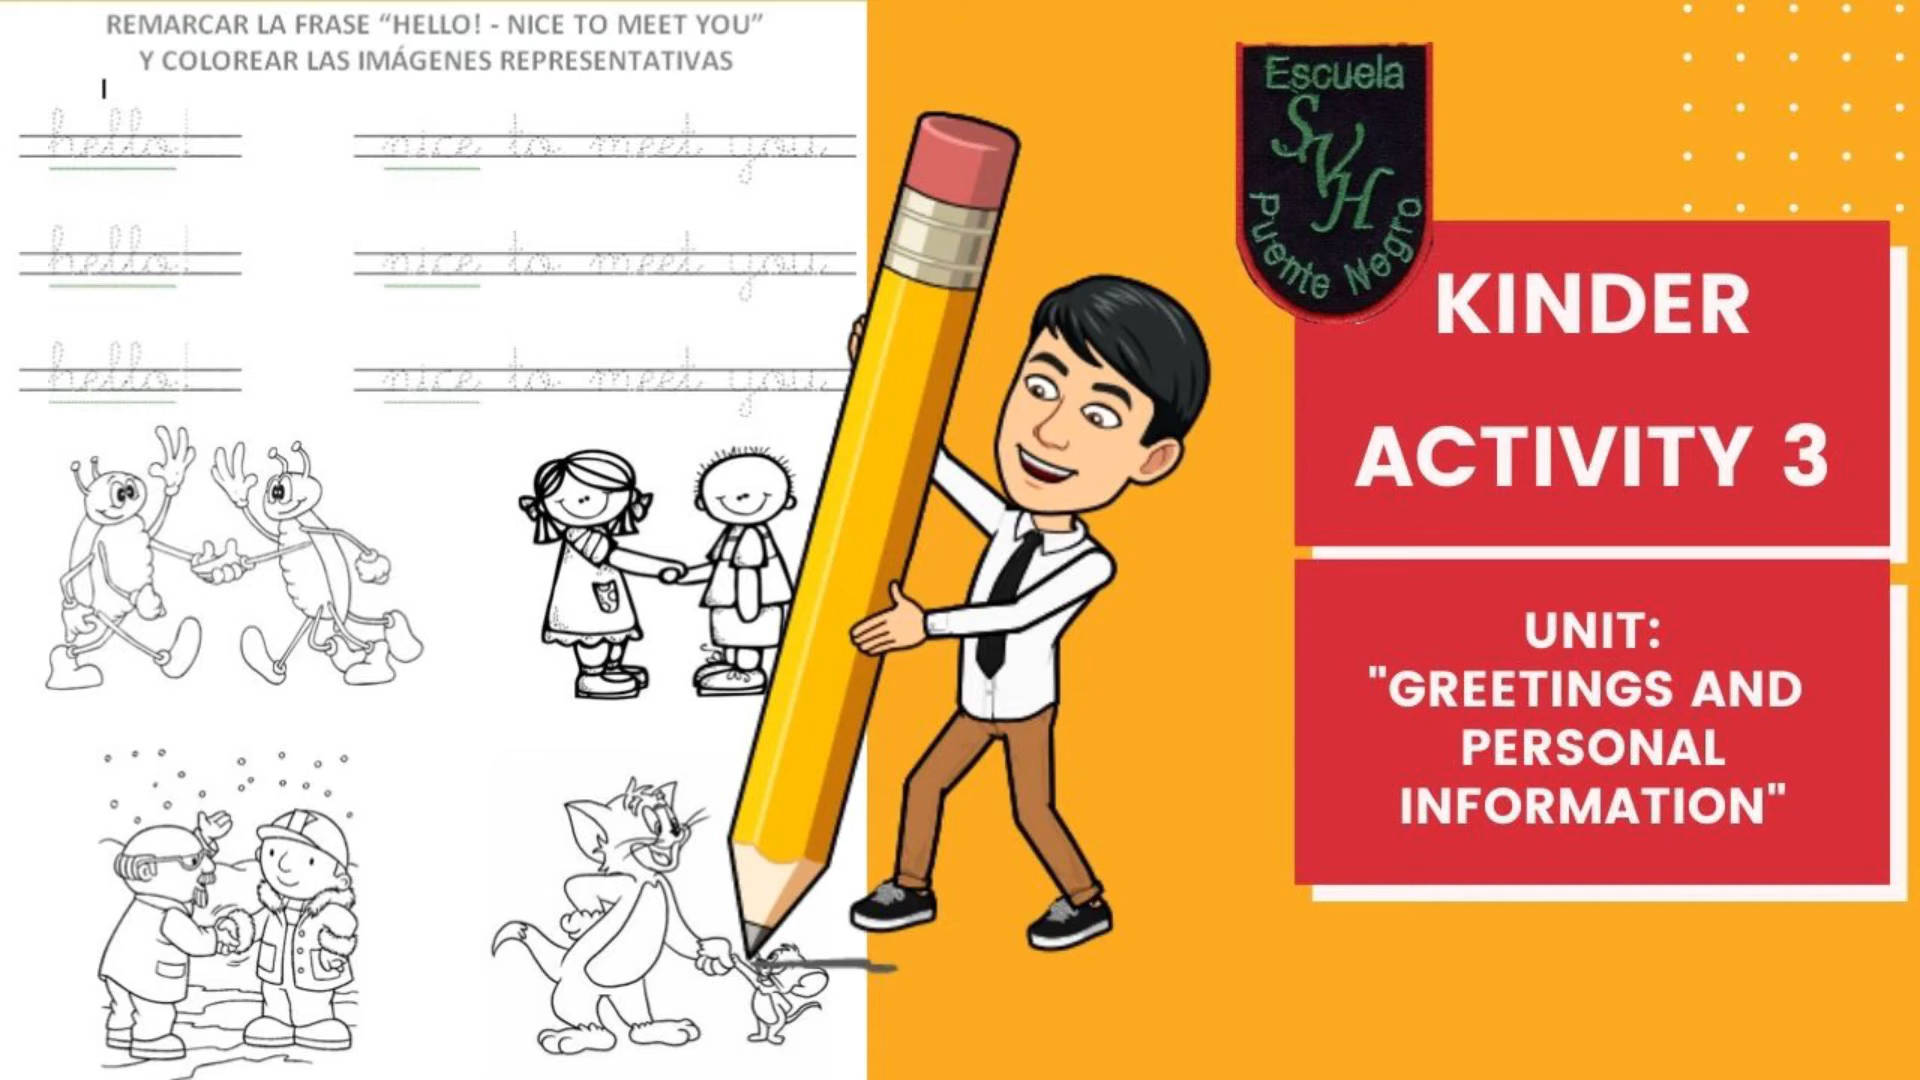 REMARCAR LA FRASE “HELLO! - NICE TO MEET YOU”
Y COLOREAR LAS IMÁGENES REPRESENTATIVAS
hello! nice to meet you
hello! nice to meet you
hello! nice to meet you
Escuela
SVH
Puente Negro
KINDER
ACTIVITY 3
UNIT:
"GREETINGS AND
PERSONAL
INFORMATION"